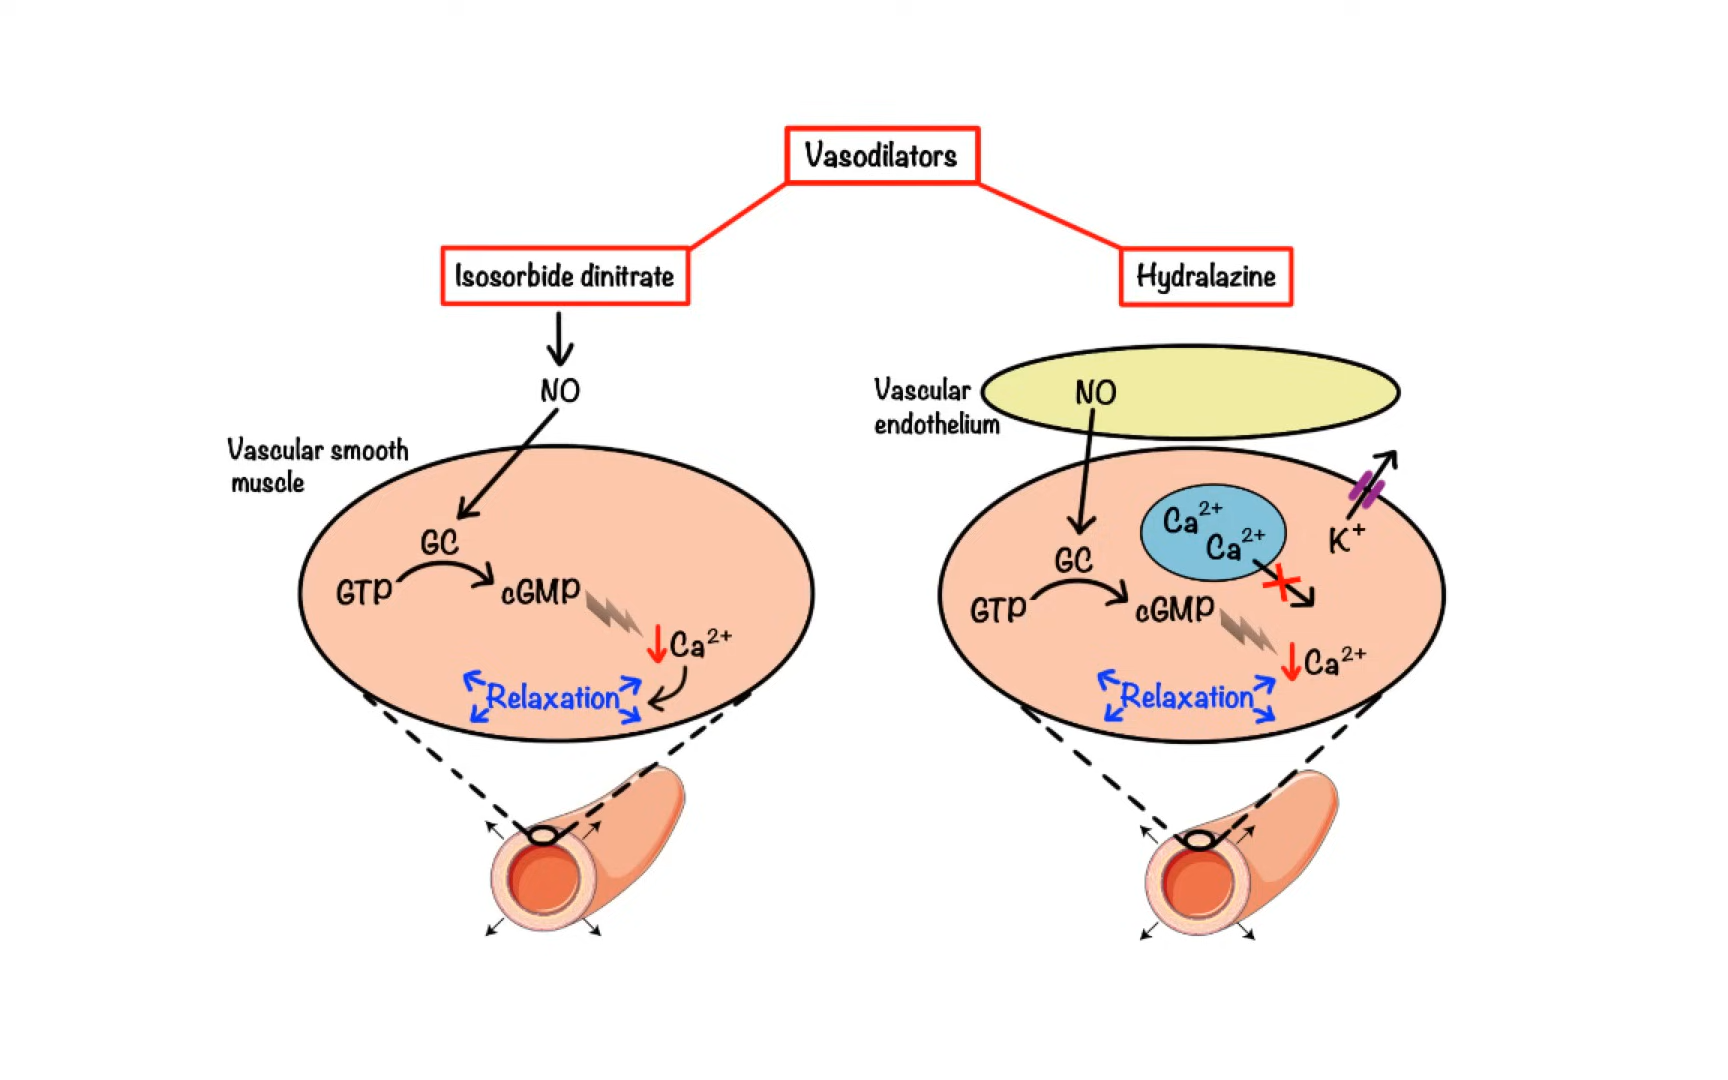 Vasodilators
Isosorbide dinitrate
Hydralazine
NO
Vascular smooth
muscle
GC
GTP
cGMP
Ca²⁺
Relaxation
Vascular
endothelium
NO
Ca²⁺
Ca²⁺
K⁺
GC
GTP
cGMP
Ca²⁺
Relaxation